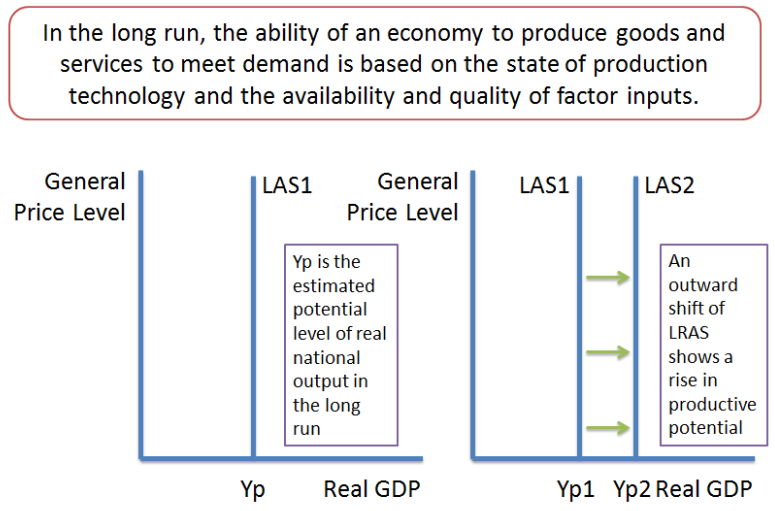 In the long run, the ability of an economy to produce goods and
services to meet demand is based on the state of production
technology and the availability and quality of factor inputs.
General
Price Level
LAS1
Yp is the
estimated
potential
level of real
national
output in
the long
run
Yp
Real GDP
General
Price Level
LAS1
LAS2
An
outward
shift of
LRAS
shows a
rise in
productive
potential
Yp1
Yp2
Real GDP